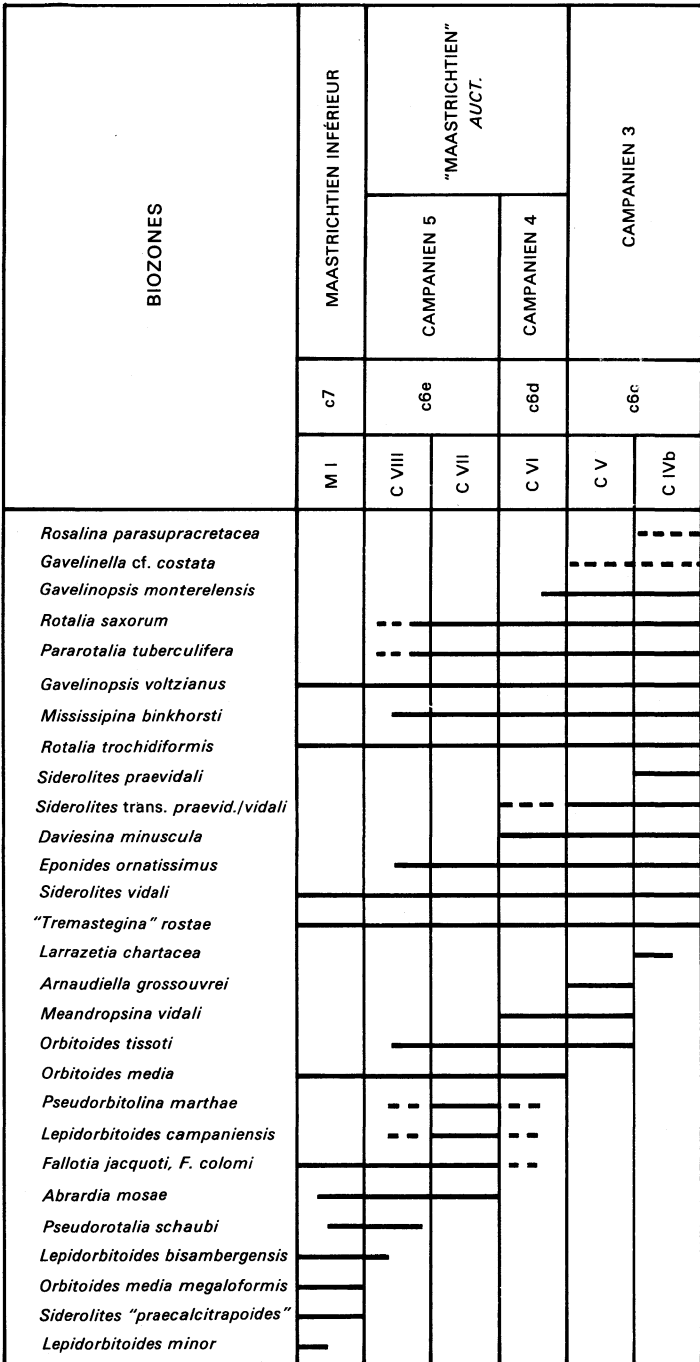 BIOZONES
MAASTRICHTIEN INFÉRIEUR
"MAASTRICHTIEN"
AUCT.
CAMPANIEN 5
CAMPANIEN 4
CAMPANIEN 3
c7
c6e
c6d
c6c
M I
C VIII
C VII
C VI
C V
C IVb
Rosalina parasupracretacea
Gavelinella cf. costata
Gavelinopsis monterelensis
Rotalia saxorum
Pararotalia tuberculifera
Gavelinopsis voltzianus
Mississipina binkhorsti
Rotalia trochidiformis
Siderolites praevidali
Siderolites trans. praevid./vidali
Daviesina minuscula
Eponides ornatissimus
Siderolites vidali
"Tremastegina" rostae
Larrazetia chartacea
Arnaudiella grossouvrei
Meandropsina vidali
Orbitoides tissoti
Orbitoides media
Pseudorbitolina marthae
Lepidorbitoides campaniensis
Fallotia jacquoti, F. colomi
Abrardia mosae
Pseudorotalia schaubi
Lepidorbitoides bisambergensis
Orbitoides media megaloformis
Siderolites "praecalcitrapoides"
Lepidorbitoides minor